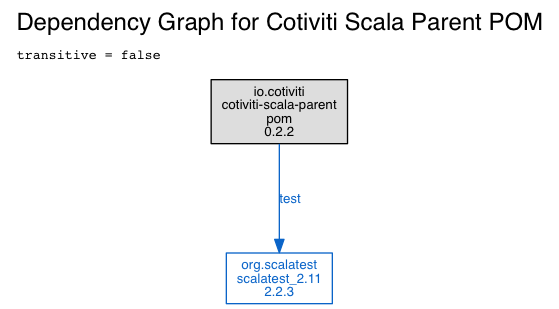 Dependency Graph for Cotiviti Scala Parent POM
transitive = false
io.cotiviti
cotiviti-scala-parent
pom
0.2.2
test
org.scalatest
scalatest_2.11
2.2.3